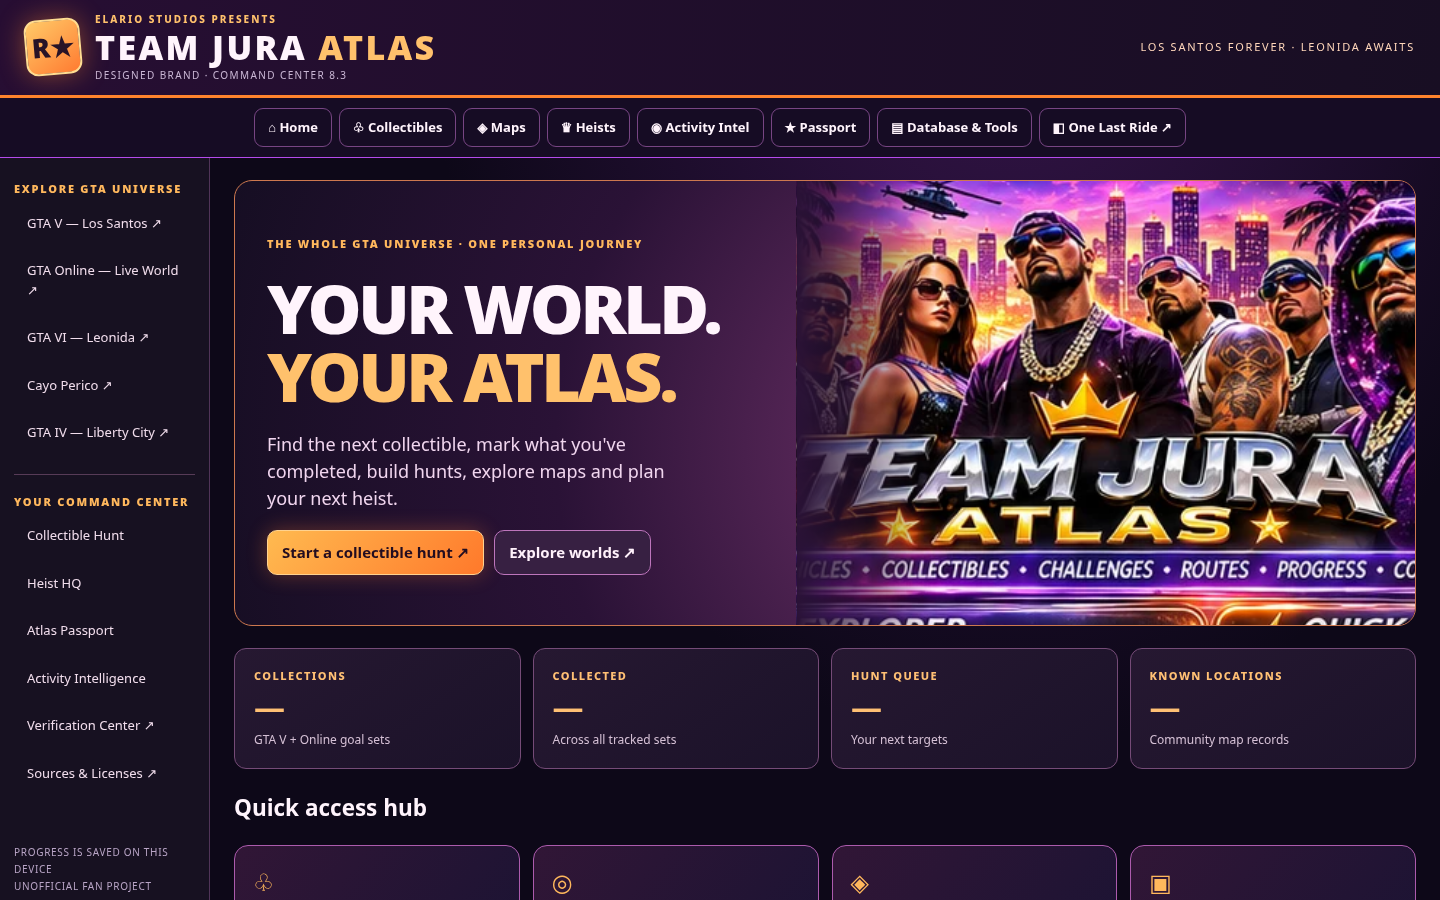 R★
ELARIO STUDIOS PRESENTS
TEAM JURA ATLAS
DESIGNED BRAND · COMMAND CENTER 8.3
LOS SANTOS FOREVER · LEONIDA AWAITS
⌂ Home
♧ Collectibles
◈ Maps
♛ Heists
◉ Activity Intel
★ Passport
▤ Database & Tools
◧ One Last Ride ↗
EXPLORE GTA UNIVERSE
GTA V — Los Santos ↗
GTA Online — Live World
↗
GTA VI — Leonida ↗
Cayo Perico ↗
GTA IV — Liberty City ↗
YOUR COMMAND CENTER
Collectible Hunt
Heist HQ
Atlas Passport
Activity Intelligence
Verification Center ↗
Sources & Licenses ↗
PROGRESS IS SAVED ON THIS
DEVICE
UNOFFICIAL FAN PROJECT
THE WHOLE GTA UNIVERSE · ONE PERSONAL JOURNEY
YOUR WORLD.
YOUR ATLAS.
Find the next collectible, mark what you've
completed, build hunts, explore maps and plan
your next heist.
Start a collectible hunt ↗
Explore worlds ↗
TEAM JURA
ATLAS
ICLES • COLLECTIBLES • CHALLENGES • ROUTES • PROGRESS • CO
EXPLORER
QUICK
COLLECTIONS
—
GTA V + Online goal sets
COLLECTED
—
Across all tracked sets
HUNT QUEUE
—
Your next targets
KNOWN LOCATIONS
—
Community map records
Quick access hub